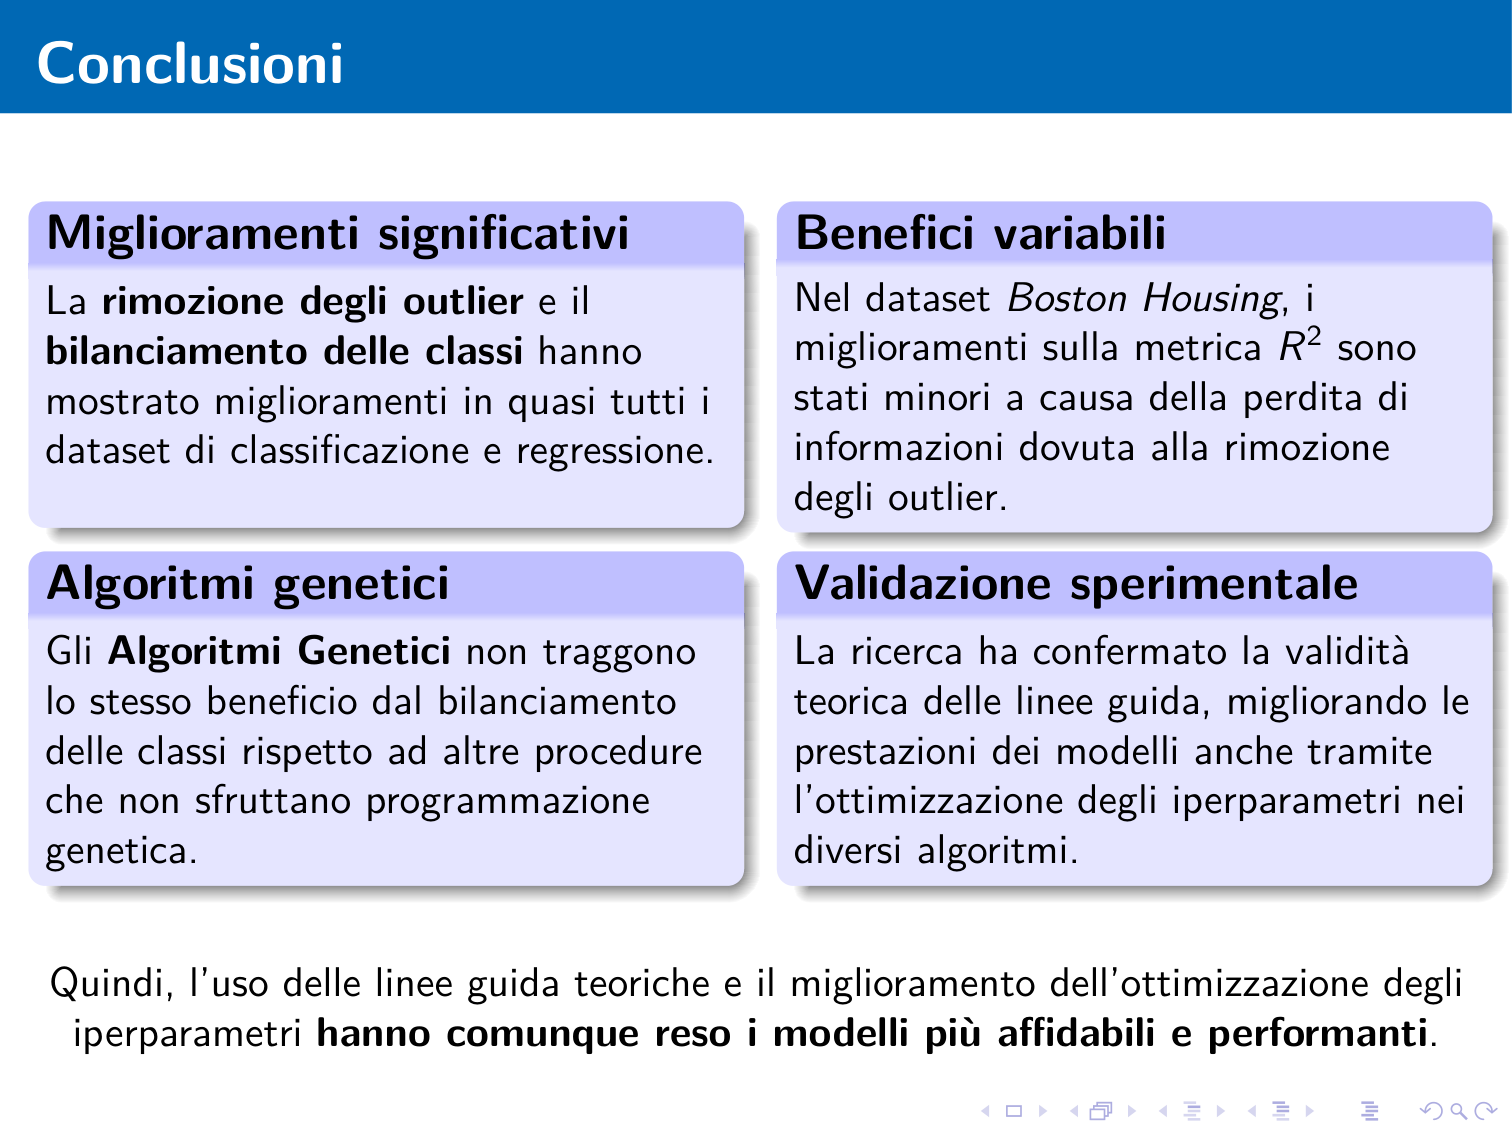 Conclusioni
Miglioramenti significativi
La rimozione degli outlier e il
bilanciamento delle classi hanno
mostrato miglioramenti in quasi tutti i
dataset di classificazione e regressione.
Benefici variabili
Nel dataset Boston Housing, i
miglioramenti sulla metrica R² sono
stati minori a causa della perdita di
informazioni dovuta alla rimozione
degli outlier.
Algoritmi genetici
Gli Algoritmi Genetici non traggono
lo stesso beneficio dal bilanciamento
delle classi rispetto ad altre procedure
che non sfruttano programmazione
genetica.
Validazione sperimentale
La ricerca ha confermato la validità
teorica delle linee guida, migliorando le
prestazioni dei modelli anche tramite
l'ottimizzazione degli iperparametri nei
diversi algoritmi.
Quindi, l'uso delle linee guida teoriche e il miglioramento dell'ottimizzazione degli
iperparametri hanno comunque reso i modelli più affidabili e performanti.